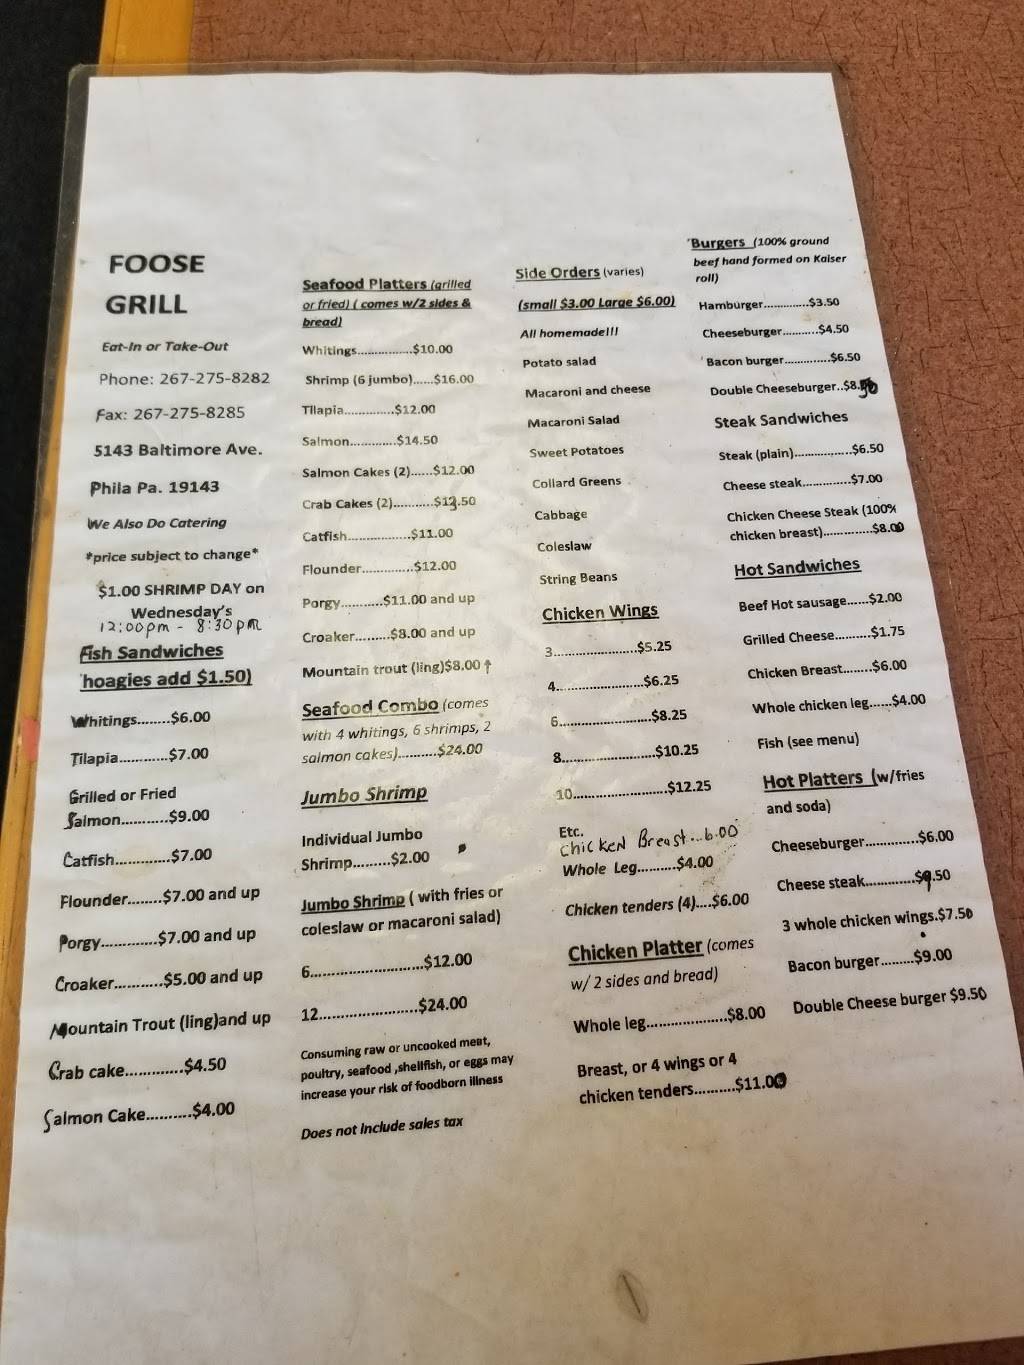 FOOSE
GRILL
Eat-In or Take-Out
Phone: 267-275-8282
Fax: 267-275-8285
5143 Baltimore Ave.
Phila Pa. 19143
We Also Do Catering
*price subject to change*
$1.00 SHRIMP DAY on
Wednesday's
12:00pm - 8:30pm
Fish Sandwiches
hoagies add $1.50)
Whitings........$6.00
Tilapia............$7.00
Grilled or Fried
Salmon..........$9.00
Catfish.............$7.00
Flounder........$7.00 and up
Porgy.............$7.00 and up
Croaker...........$5.00 and up
Mountain Trout (ling)and up
Crab cake.............$4.50
Salmon Cake..........$4.00
Seafood Platters (grilled
or fried) ( comes w/2 sides &
bread)
Whitings................$10.00
Shrimp (6 jumbo)......$16.00
Tilapia..............$12.00
Salmon.............$14.50
Salmon Cakes (2)......$12.00
Crab Cakes (2)...........$13.50
Catfish..................$11.00
Flounder..............$12.00
Porgy...........$11.00 and up
Croaker.........$8.00 and up
Mountain trout (ling)$8.00↑
Seafood Combo (comes
with 4 whitings, 6 shrimps, 2
salmon cakes)..........$24.00
Jumbo Shrimp
Individual Jumbo
Shrimp.........$2.00
Jumbo Shrimp ( with fries or
coleslaw or macaroni salad)
6...........................$12.00
12........................$24.00
Consuming raw or uncooked meat,
poultry, seafood ,shellfish, or eggs may
increase your risk of foodborn illness
Does not Include sales tax
Side Orders (varies)
(small $3.00 Large $6.00)
All homemade!!!
Potato salad
Macaroni and cheese
Macaroni Salad
Sweet Potatoes
Collard Greens
Cabbage
Coleslaw
String Beans
Chicken Wings
3........................$5.25
4.........................$6.25
6..........................$8.25
8...........................$10.25
10...........................$12.25
Etc.
Chicken Breast...6.00
Whole Leg..........$4.00
Chicken tenders (4)....$6.00
Chicken Platter (comes
w/ 2 sides and bread)
Whole leg....................$8.00
Breast, or 4 wings or 4
chicken tenders..........$11.00
Burgers (100% ground
beef hand formed on Kaiser
roll)
Hamburger..............$3.50
Cheeseburger...........$4.50
Bacon burger..............$6.50
Double Cheeseburger..$8.50
Steak Sandwiches
Steak (plain).................$6.50
Cheese steak..............$7.00
Chicken Cheese Steak (100%
chicken breast)..............$8.00
Hot Sandwiches
Beef Hot sausage......$2.00
Grilled Cheese..........$1.75
Chicken Breast........$6.00
Whole chicken leg......$4.00
Fish (see menu)
Hot Platters (w/fries
and soda)
Cheeseburger..............$6.00
Cheese steak.............$9.50
3 whole chicken wings.$7.50
Bacon burger.........$9.00
Double Cheese burger $9.50